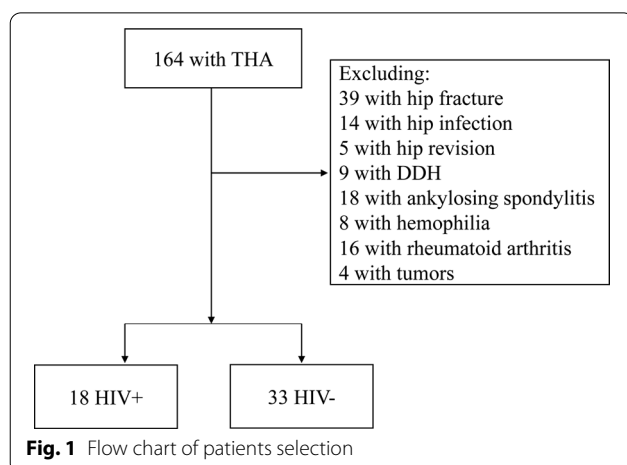 164 with THA
Excluding:
39 with hip fracture
14 with hip infection
5 with hip revision
9 with DDH
18 with ankylosing spondylitis
8 with hemophilia
16 with rheumatoid arthritis
4 with tumors
18 HIV+
33 HIV-
Fig. 1 Flow chart of patients selection